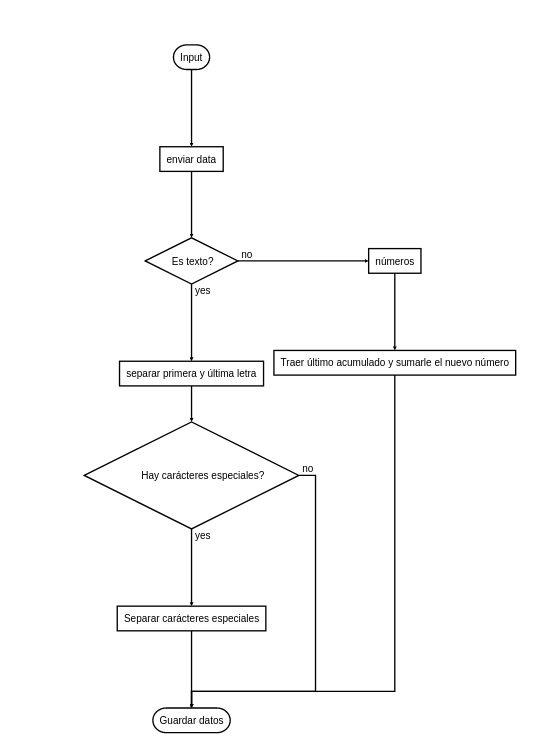 Input
enviar data
Es texto?
no
números
yes
separar primera y última letra
Traer último acumulado y sumarle el nuevo número
Hay carácteres especiales?
no
yes
Separar carácteres especiales
Guardar datos